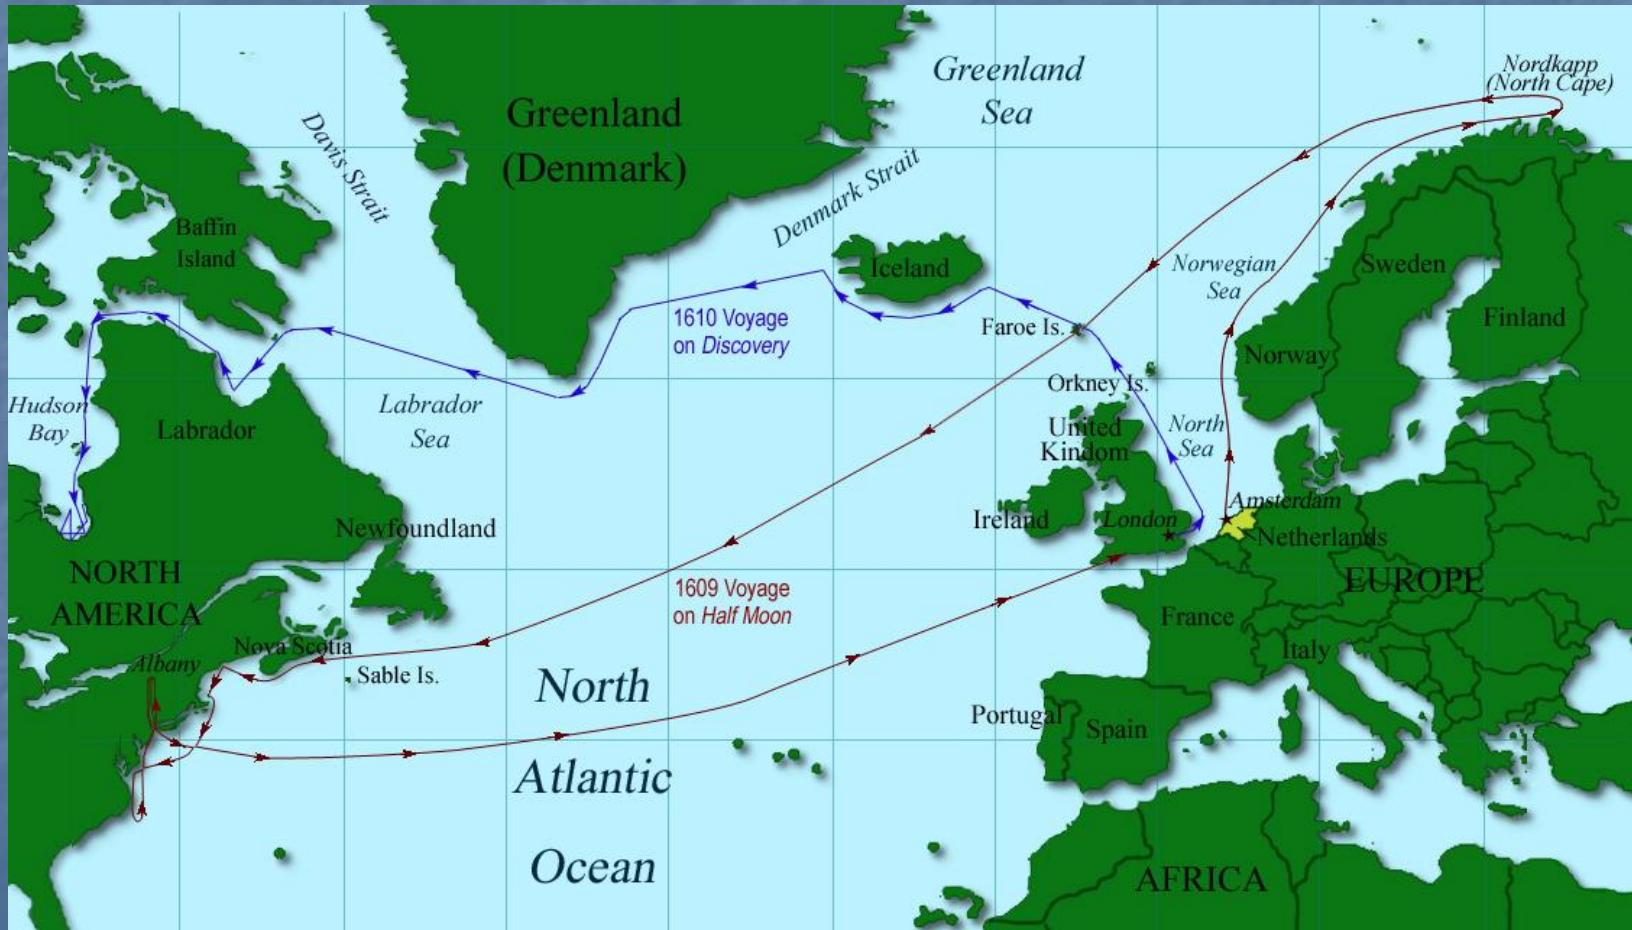 Nordkapp
(North Cape)
Greenland
Sea
Greenland
(Denmark)
Davis Strait
Denmark Strait
Baffin
Island
Iceland
Norwegian
Sea
Sweden
Finland
Faroe Is.
Norway
1610 Voyage
on Discovery
Orkney Is.
Hudson
Bay
Labrador
Labrador
Sea
United
Kindom
North
Sea
Amsterdam
Ireland
London
Netherlands
Newfoundland
NORTH
AMERICA
EUROPE
1609 Voyage
on Half Moon
France
Nova Scotia
Italy
Albany
Sable Is.
North
Atlantic
Ocean
Portugal
Spain
AFRICA